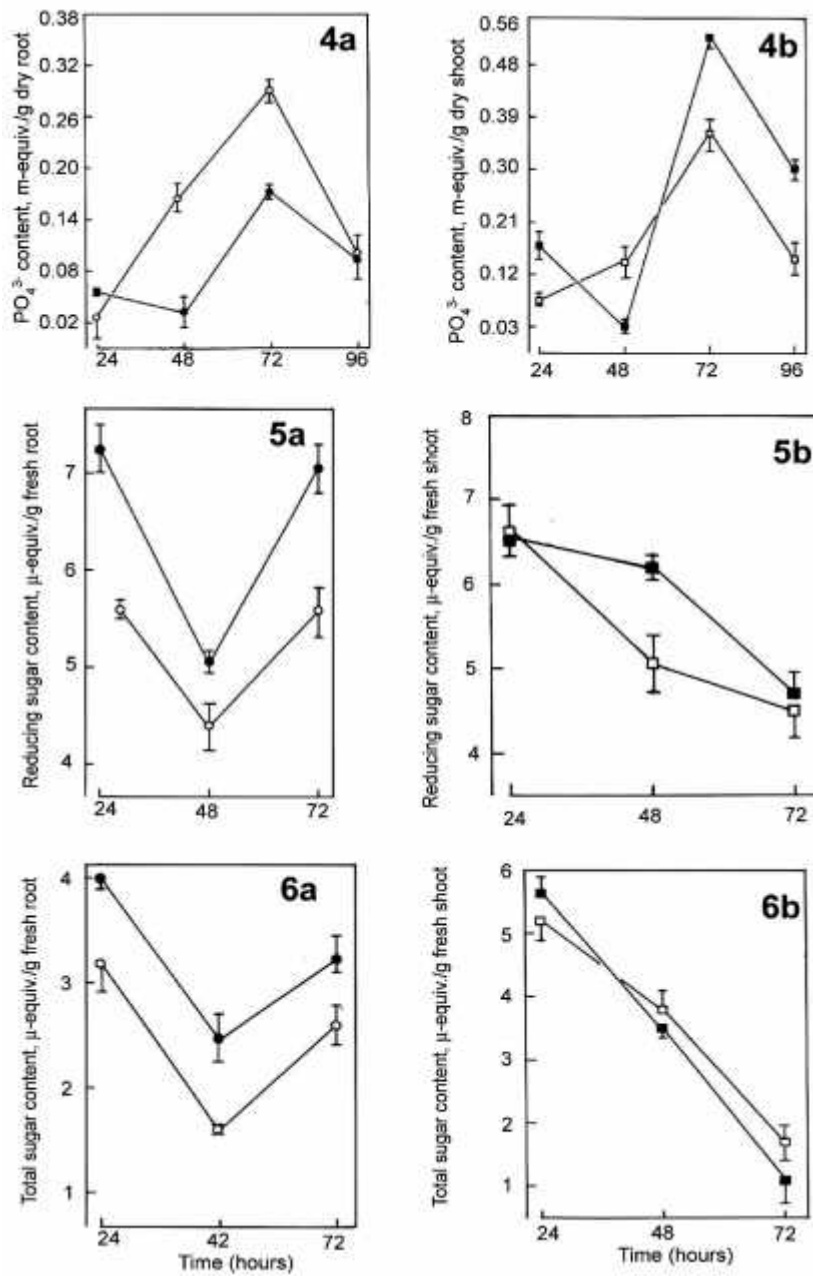 4a
PO₄³⁻ content, m-equiv./g dry root
0.38
0.32
0.26
0.20
0.14
0.08
0.02
24 48 72 96
4b
PO₄³⁻ content, m-equiv./g dry shoot
0.56
0.48
0.39
0.30
0.21
0.12
0.03
24 48 72 96
5a
Reducing sugar content, μ-equiv./g fresh root
7
6
5
4
24 48 72
5b
Reducing sugar content, μ-equiv./g fresh shoot
8
7
6
5
4
24 48 72
6a
Total sugar content, μ-equiv./g fresh root
4
3
2
1
24 42 72
Time (hours)
6b
Total sugar content, μ-equiv./g fresh shoot
6
5
4
3
2
1
24 48 72
Time (hours)